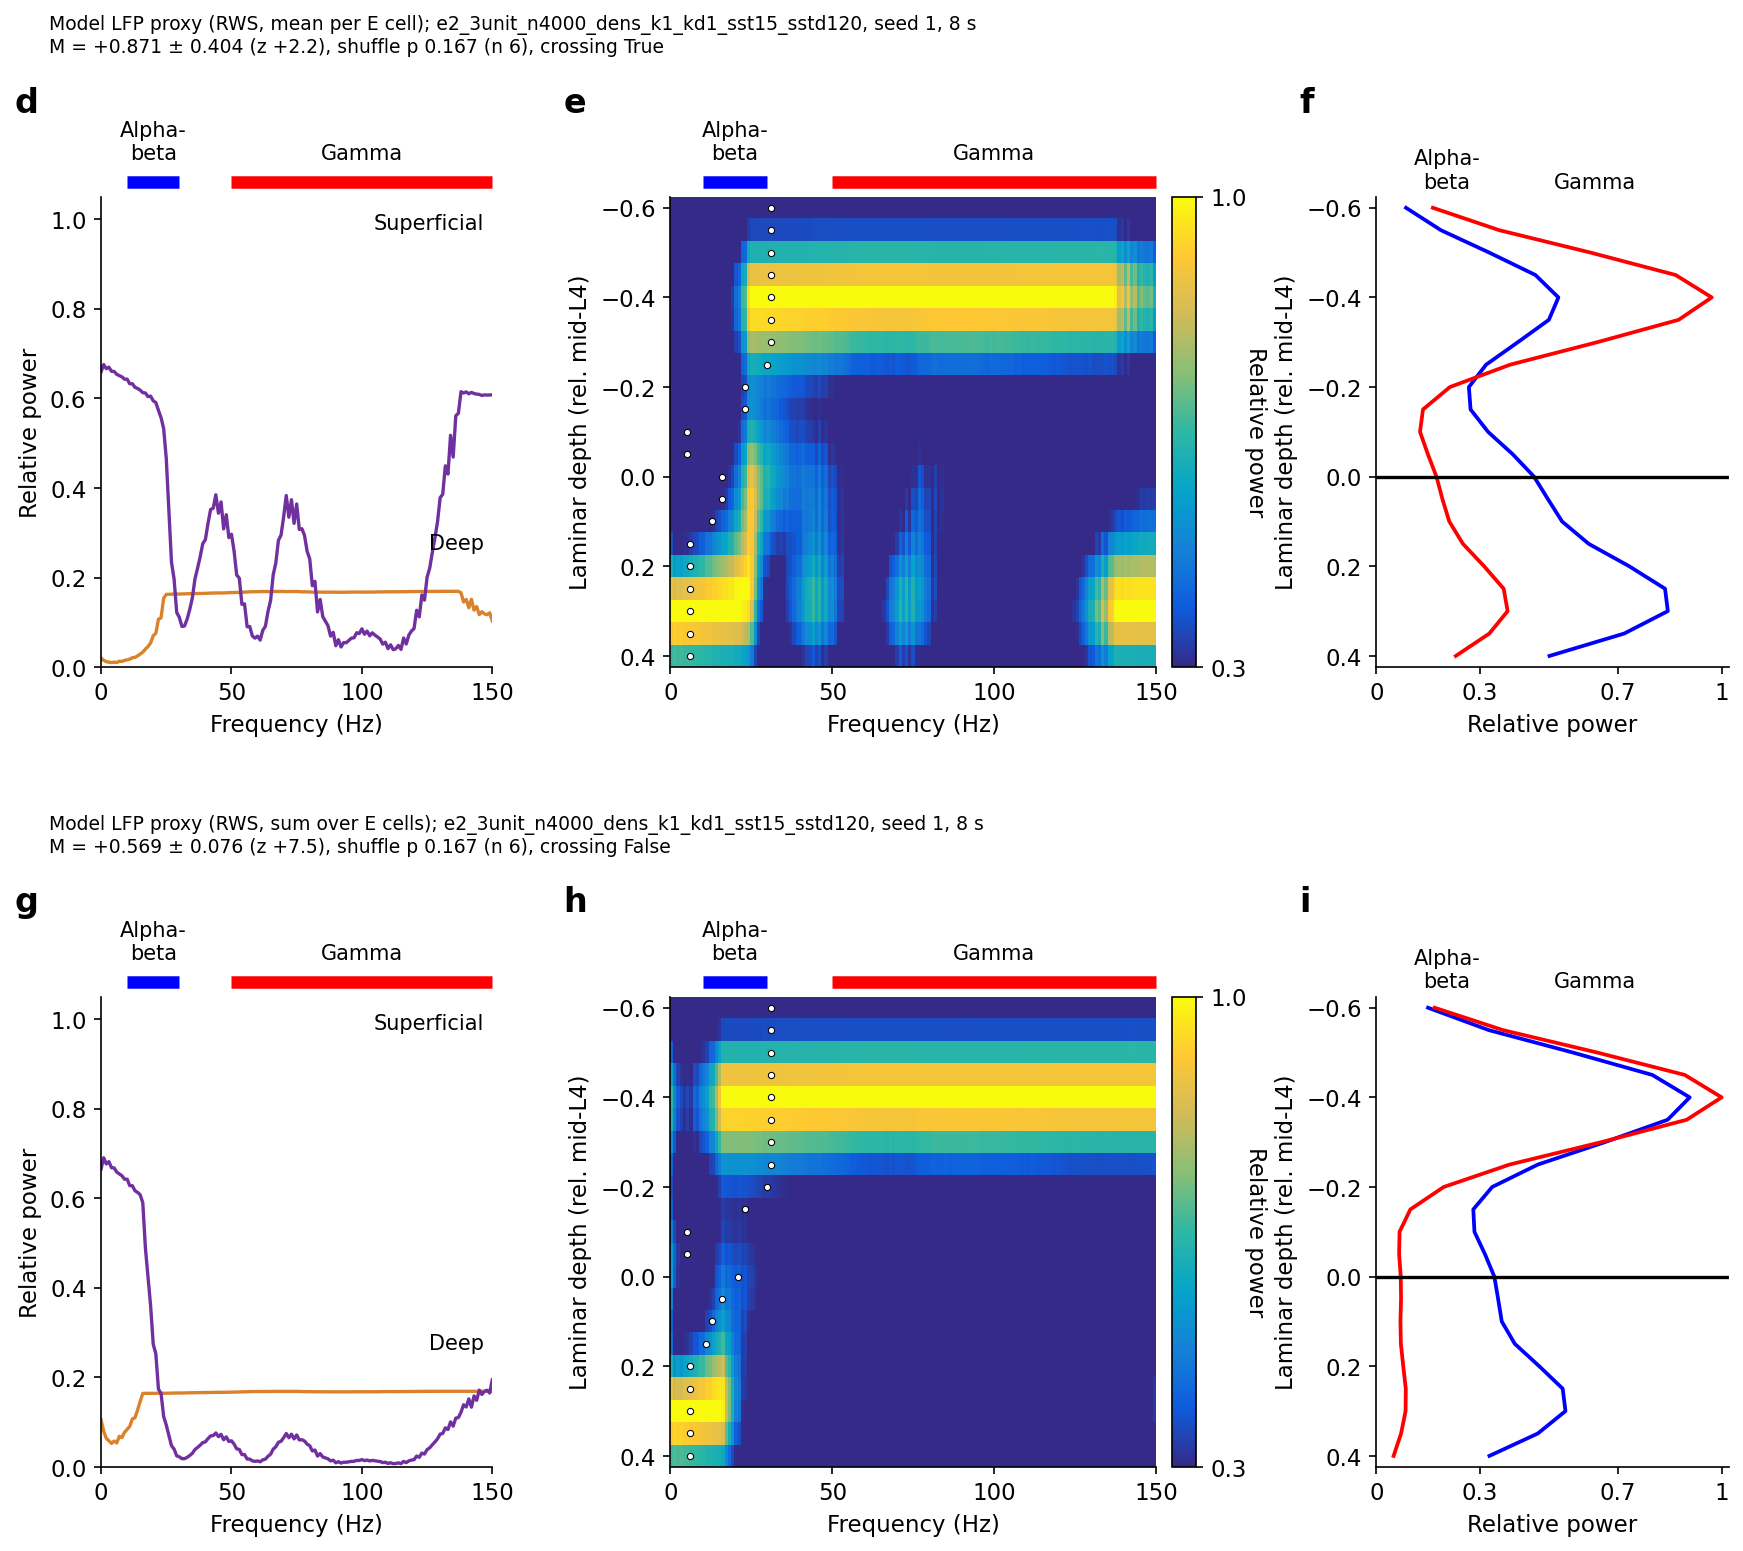 Model LFP proxy (RWS, mean per E cell); e2_3unit_n4000_dens_k1_kd1_sst15_sstd120, seed 1, 8 s
M = +0.871 ± 0.404 (z +2.2), shuffle p 0.167 (n 6), crossing True
d
Alpha-
beta
Gamma
Superficial
Deep
1.0
0.8
0.6
0.4
0.2
0.0
0
50
100
150
Relative power
Frequency (Hz)
e
Alpha-
beta
Gamma
−0.6
−0.4
−0.2
0.0
0.2
0.4
0
50
100
150
Laminar depth (rel. mid-L4)
Frequency (Hz)
1.0
0.3
Relative power
f
Alpha-
beta
Gamma
−0.6
−0.4
−0.2
0.0
0.2
0.4
0
0.3
0.7
1
Laminar depth (rel. mid-L4)
Relative power
Model LFP proxy (RWS, sum over E cells); e2_3unit_n4000_dens_k1_kd1_sst15_sstd120, seed 1, 8 s
M = +0.569 ± 0.076 (z +7.5), shuffle p 0.167 (n 6), crossing False
g
Alpha-
beta
Gamma
Superficial
Deep
1.0
0.8
0.6
0.4
0.2
0.0
0
50
100
150
Relative power
Frequency (Hz)
h
Alpha-
beta
Gamma
−0.6
−0.4
−0.2
0.0
0.2
0.4
0
50
100
150
Laminar depth (rel. mid-L4)
Frequency (Hz)
1.0
0.3
Relative power
i
Alpha-
beta
Gamma
−0.6
−0.4
−0.2
0.0
0.2
0.4
0
0.3
0.7
1
Laminar depth (rel. mid-L4)
Relative power